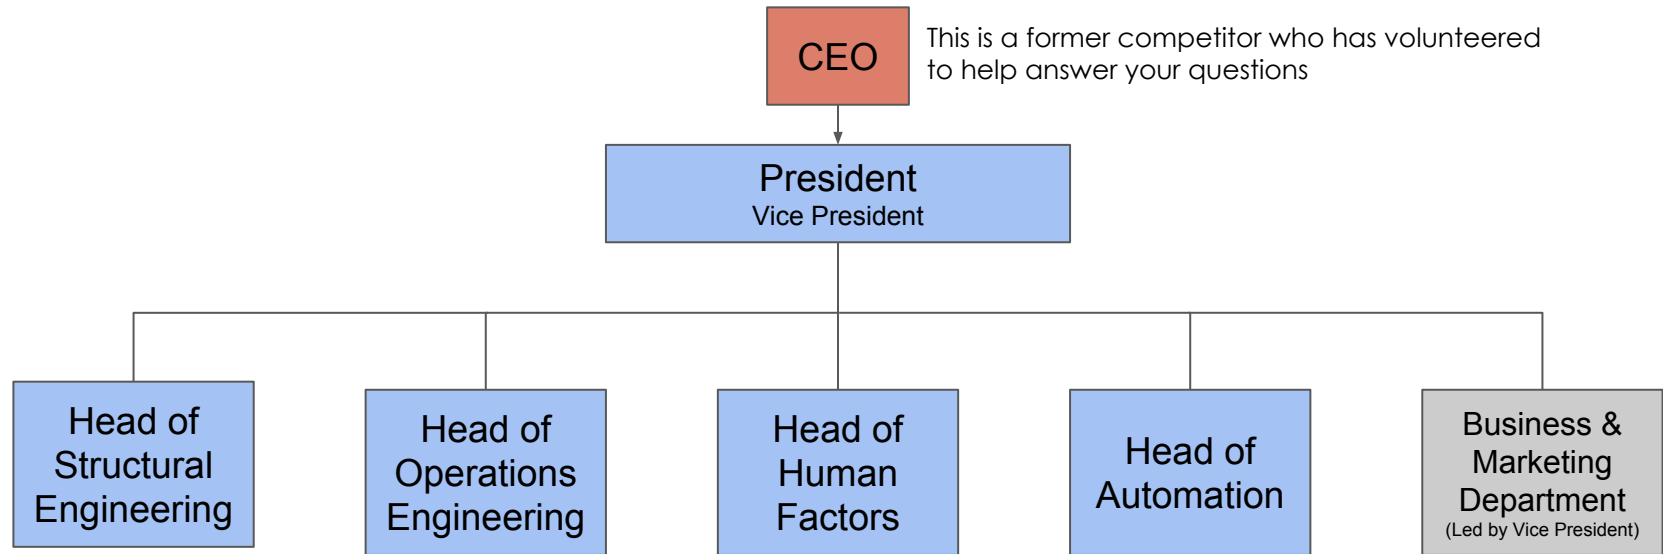 CEO
This is a former competitor who has volunteered
to help answer your questions
President
Vice President
Head of
Structural
Engineering
Head of
Operations
Engineering
Head of
Human
Factors
Head of
Automation
Business &
Marketing
Department
(Led by Vice President)